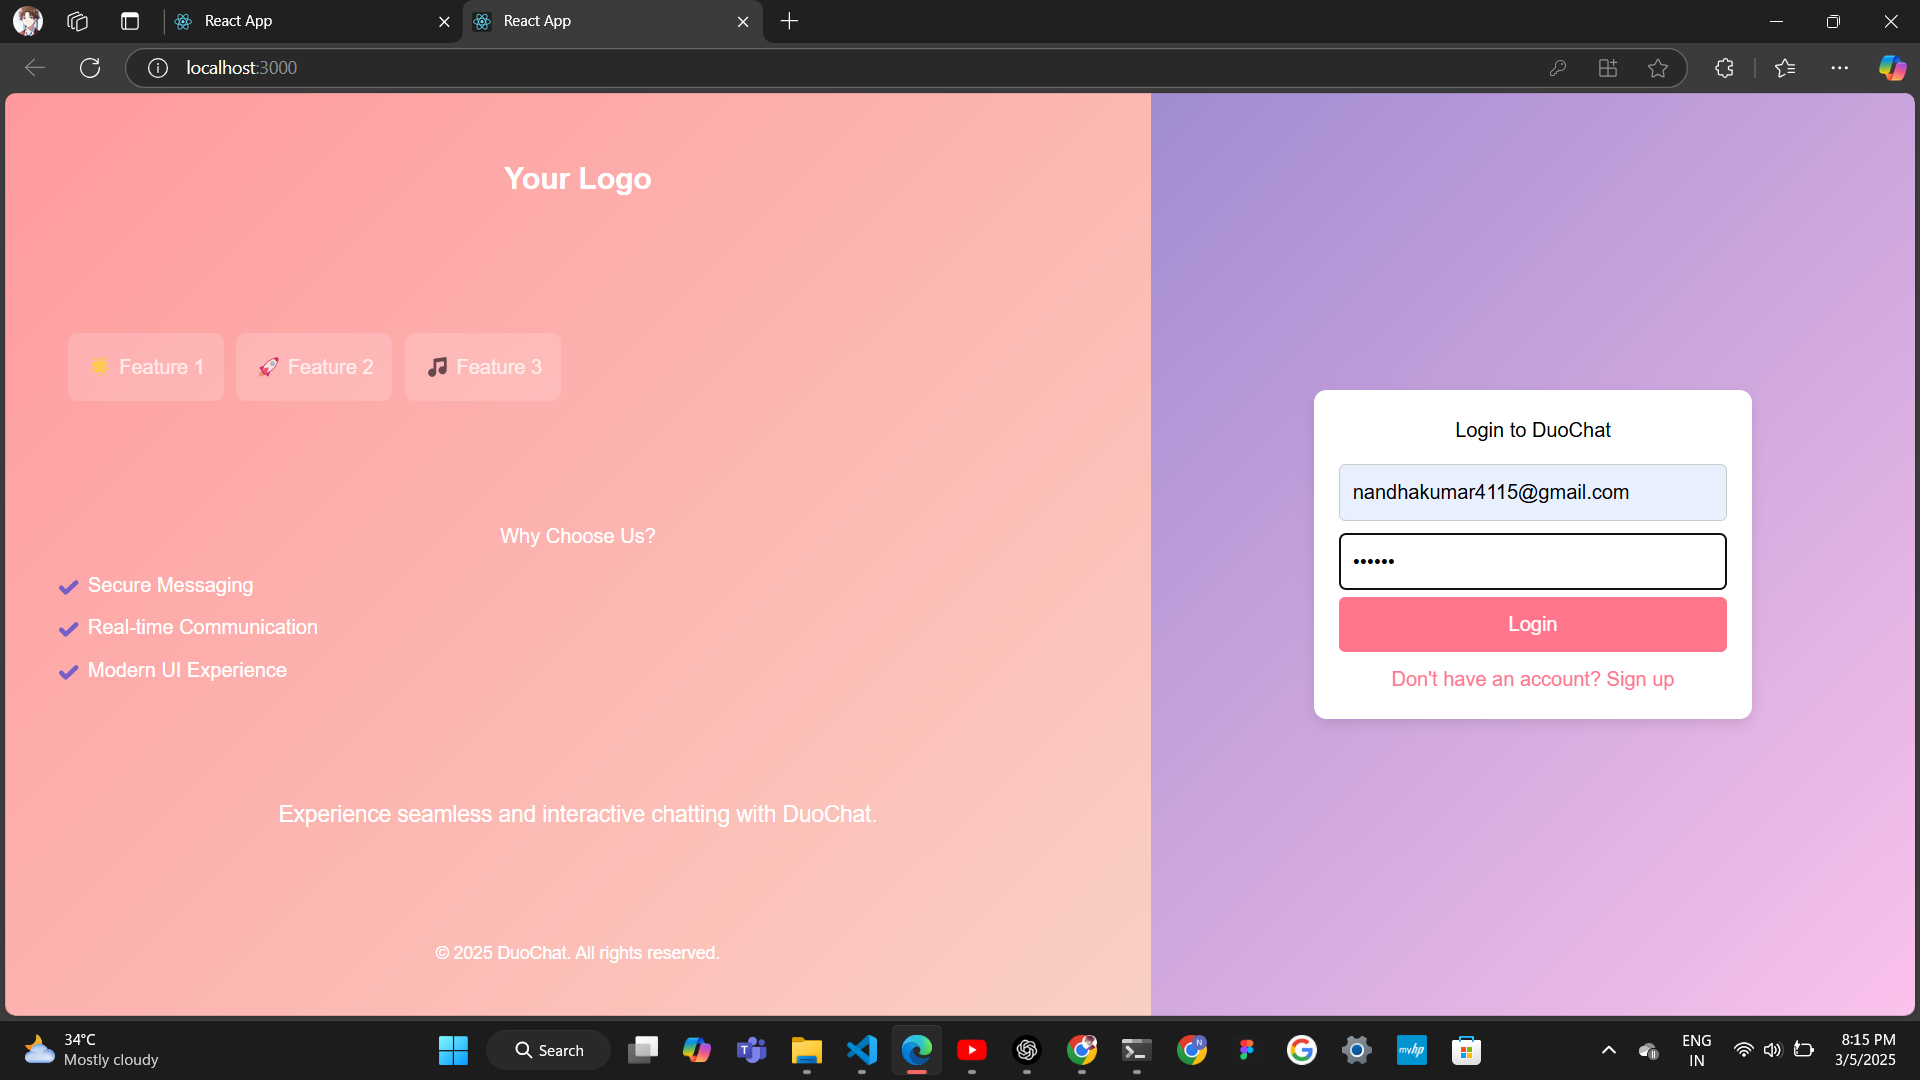 React App
React App
localhost:3000
Your Logo
Feature 1
Feature 2
Feature 3
Why Choose Us?
Secure Messaging
Real-time Communication
Modern UI Experience
Experience seamless and interactive chatting with DuoChat.
© 2025 DuoChat. All rights reserved.
Login to DuoChat
nandhakumar4115@gmail.com
••••••
Login
Don't have an account? Sign up
34°C
Mostly cloudy
Search
myhp
ENG
IN
8:15 PM
3/5/2025